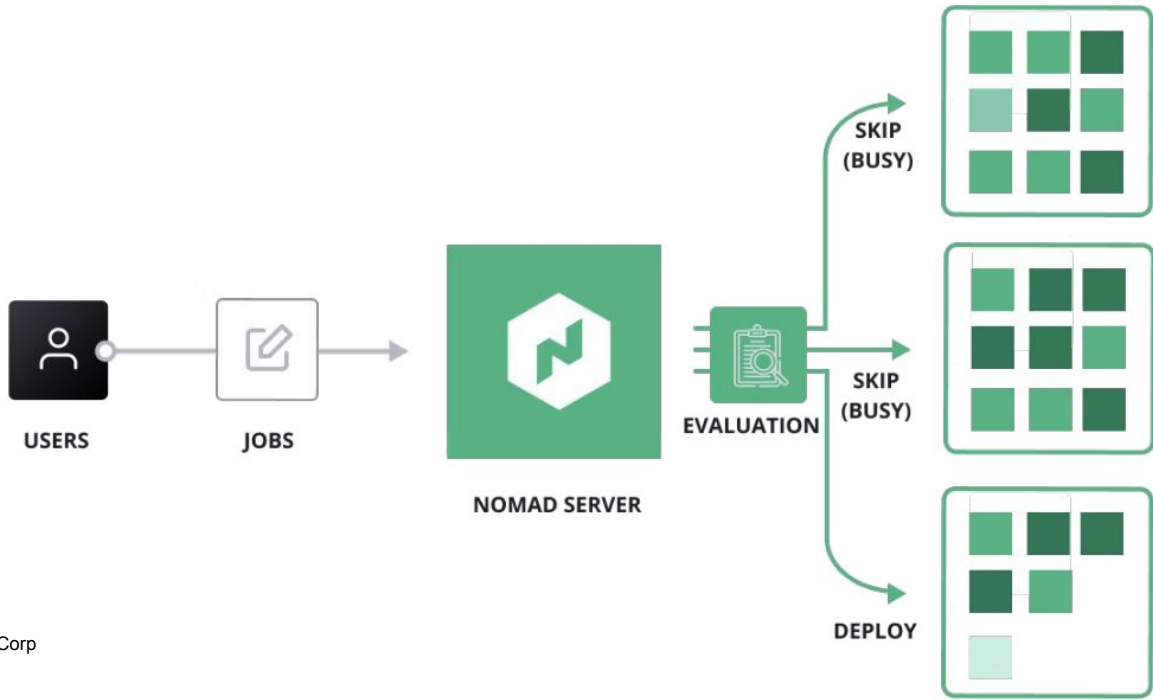 SKIP
(BUSY)
USERS
JOBS
NOMAD SERVER
EVALUATION
SKIP
(BUSY)
DEPLOY
Corp